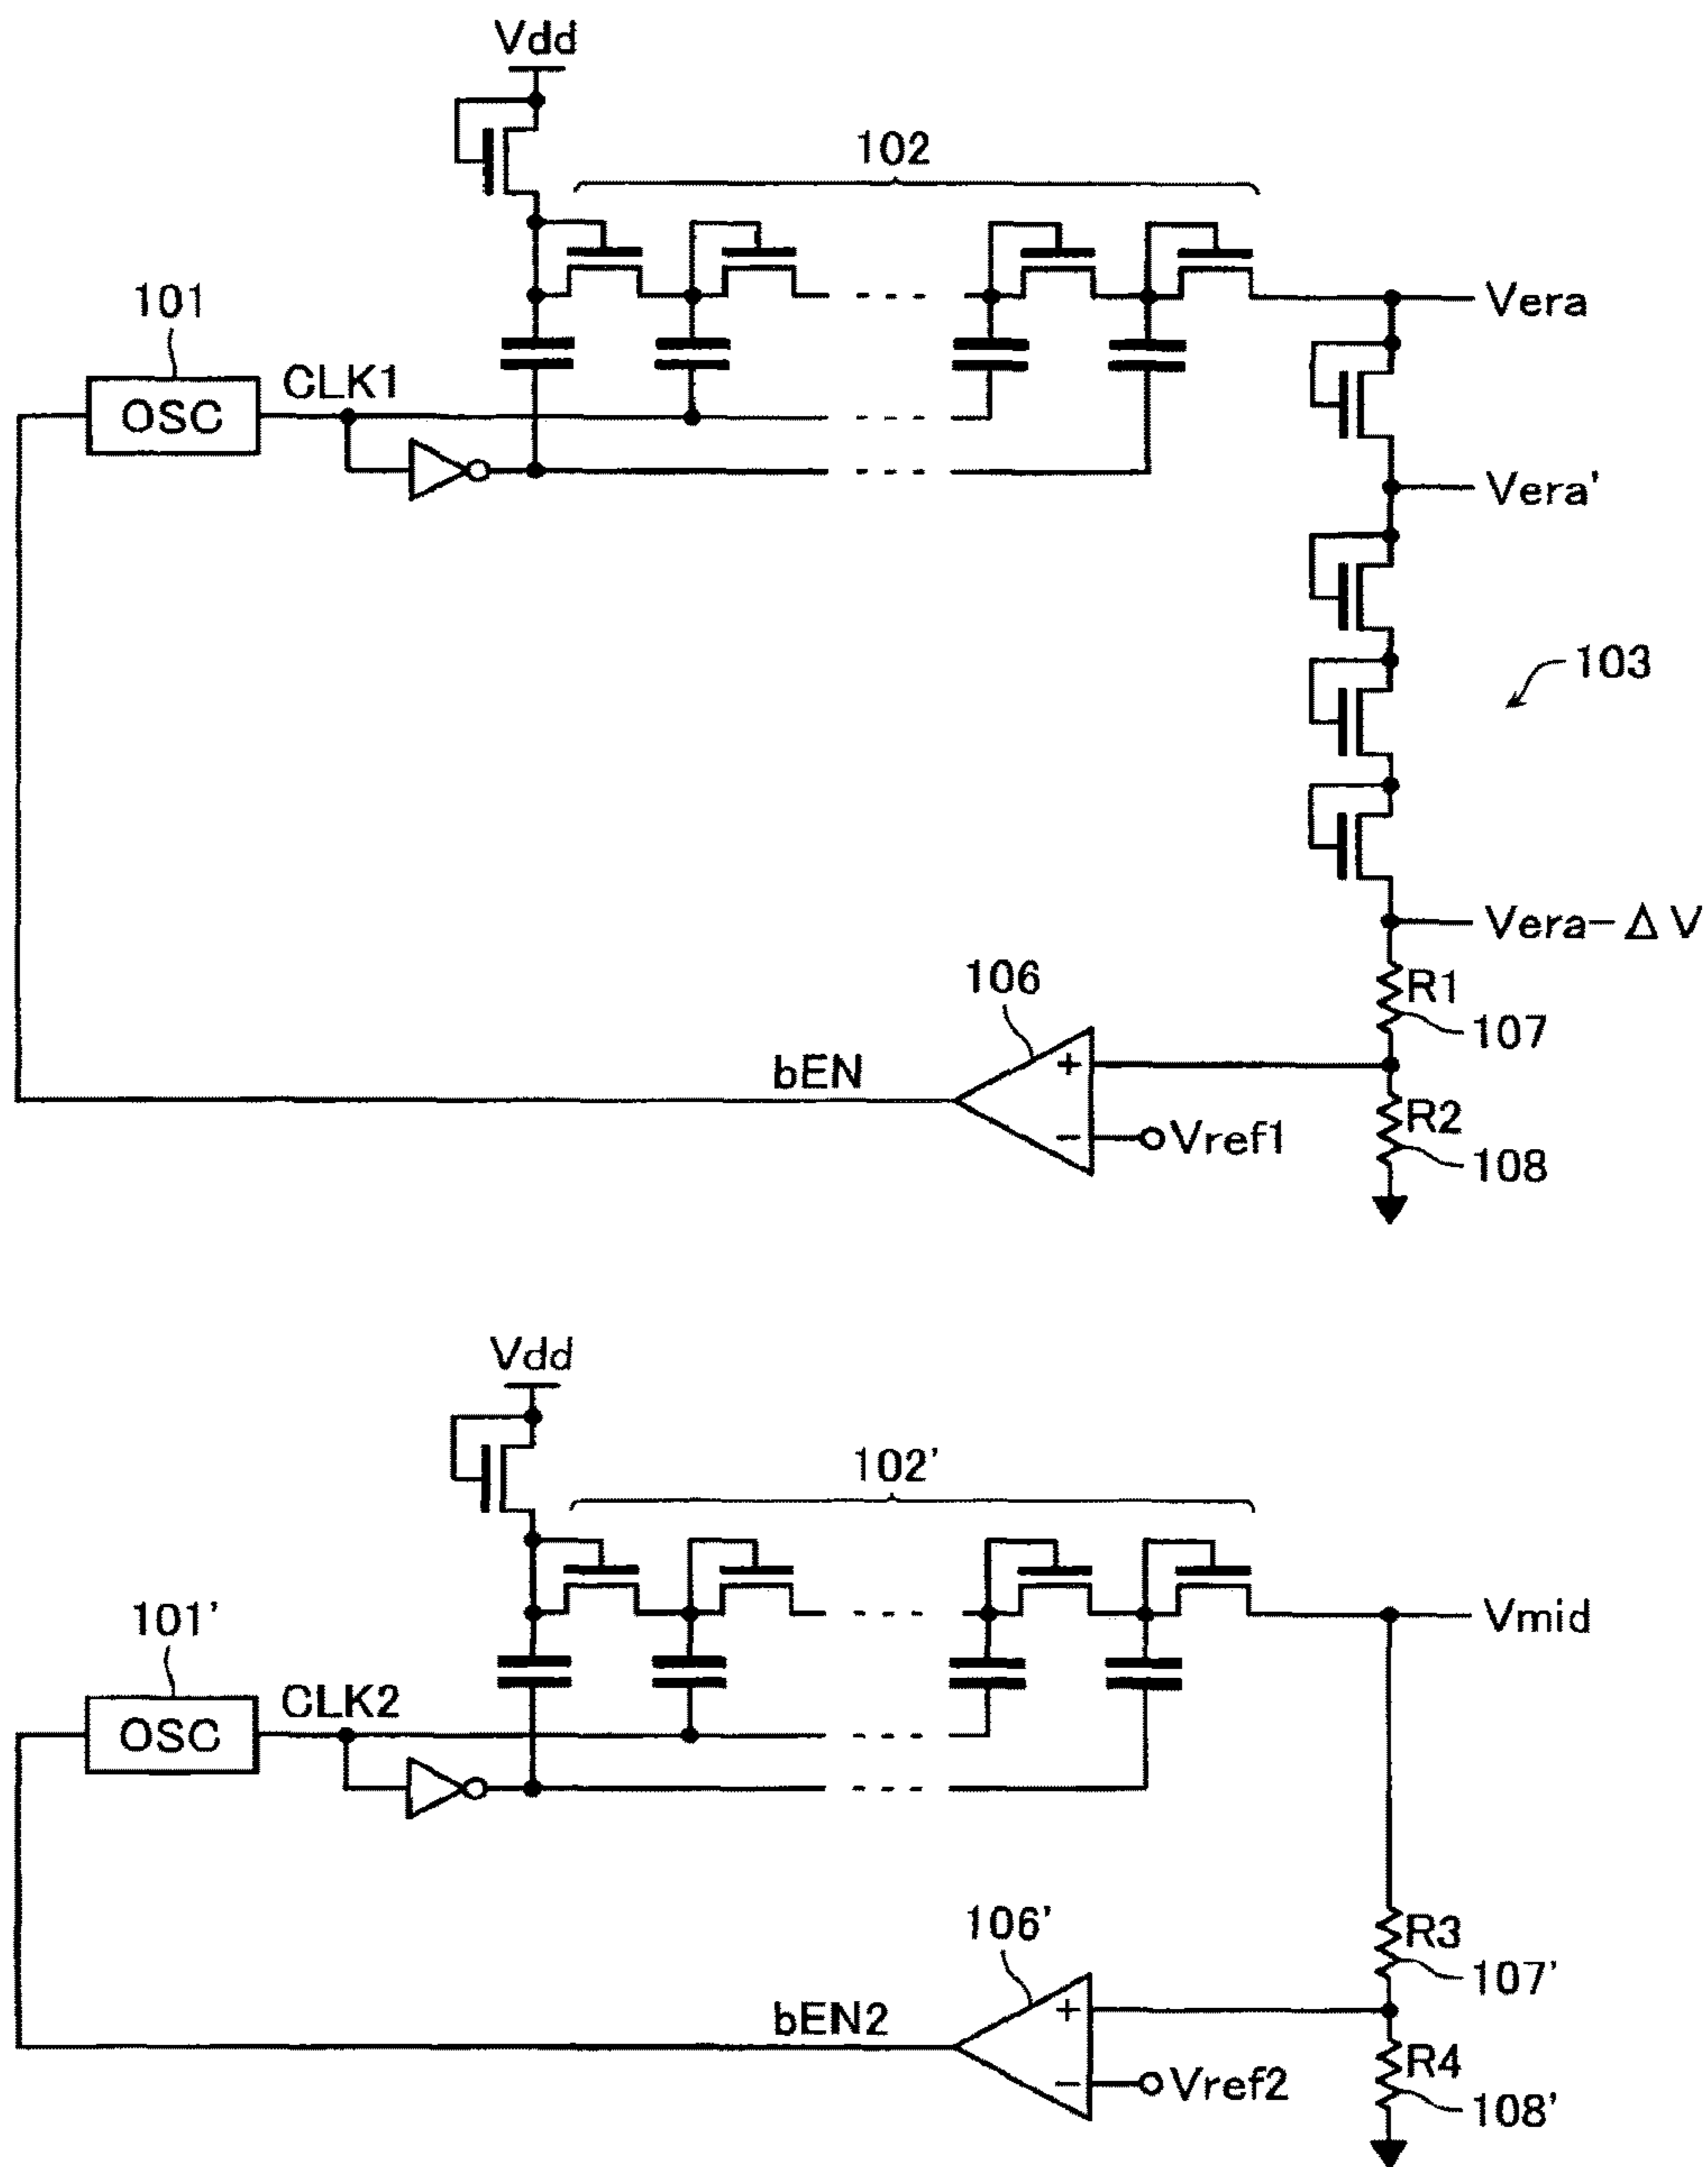 Vdd
102
101
Vera
CLK1
OSC
Vera'
103
Vera-ΔV
106
R1
107
bEN
+
R2
−
Vref1
108
Vdd
102'
101'
Vmid
CLK2
OSC
106'
R3
107'
bEN2
+
R4
−
Vref2
108'